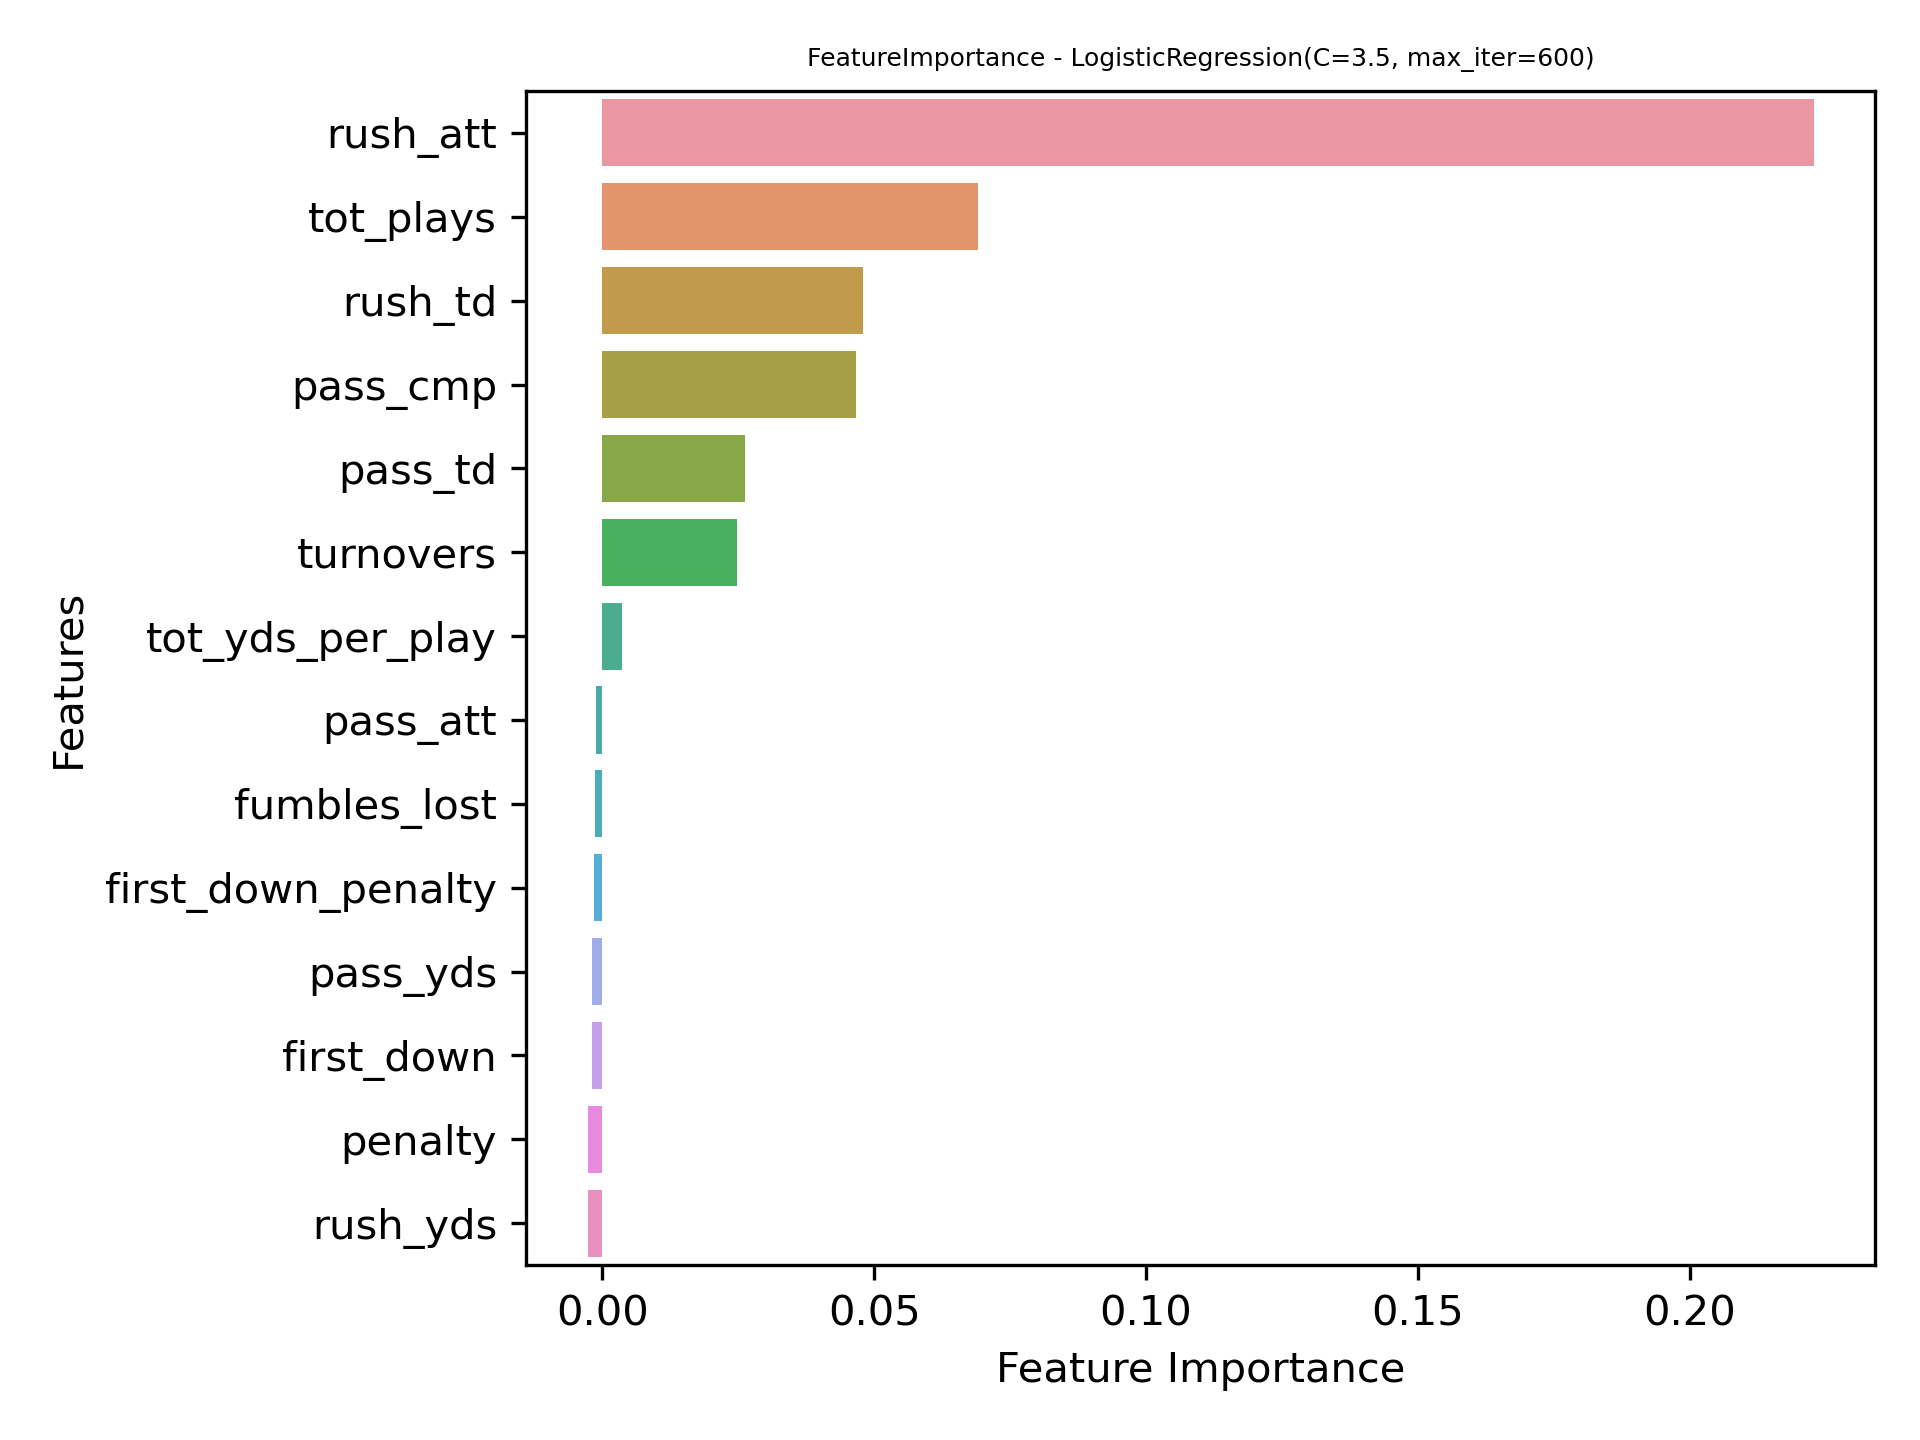 FeatureImportance - LogisticRegression(C=3.5, max_iter=600)
rush_att
tot_plays
rush_td
pass_cmp
pass_td
turnovers
tot_yds_per_play
pass_att
fumbles_lost
first_down_penalty
pass_yds
first_down
penalty
rush_yds
Features
0.00 0.05 0.10 0.15 0.20
Feature Importance